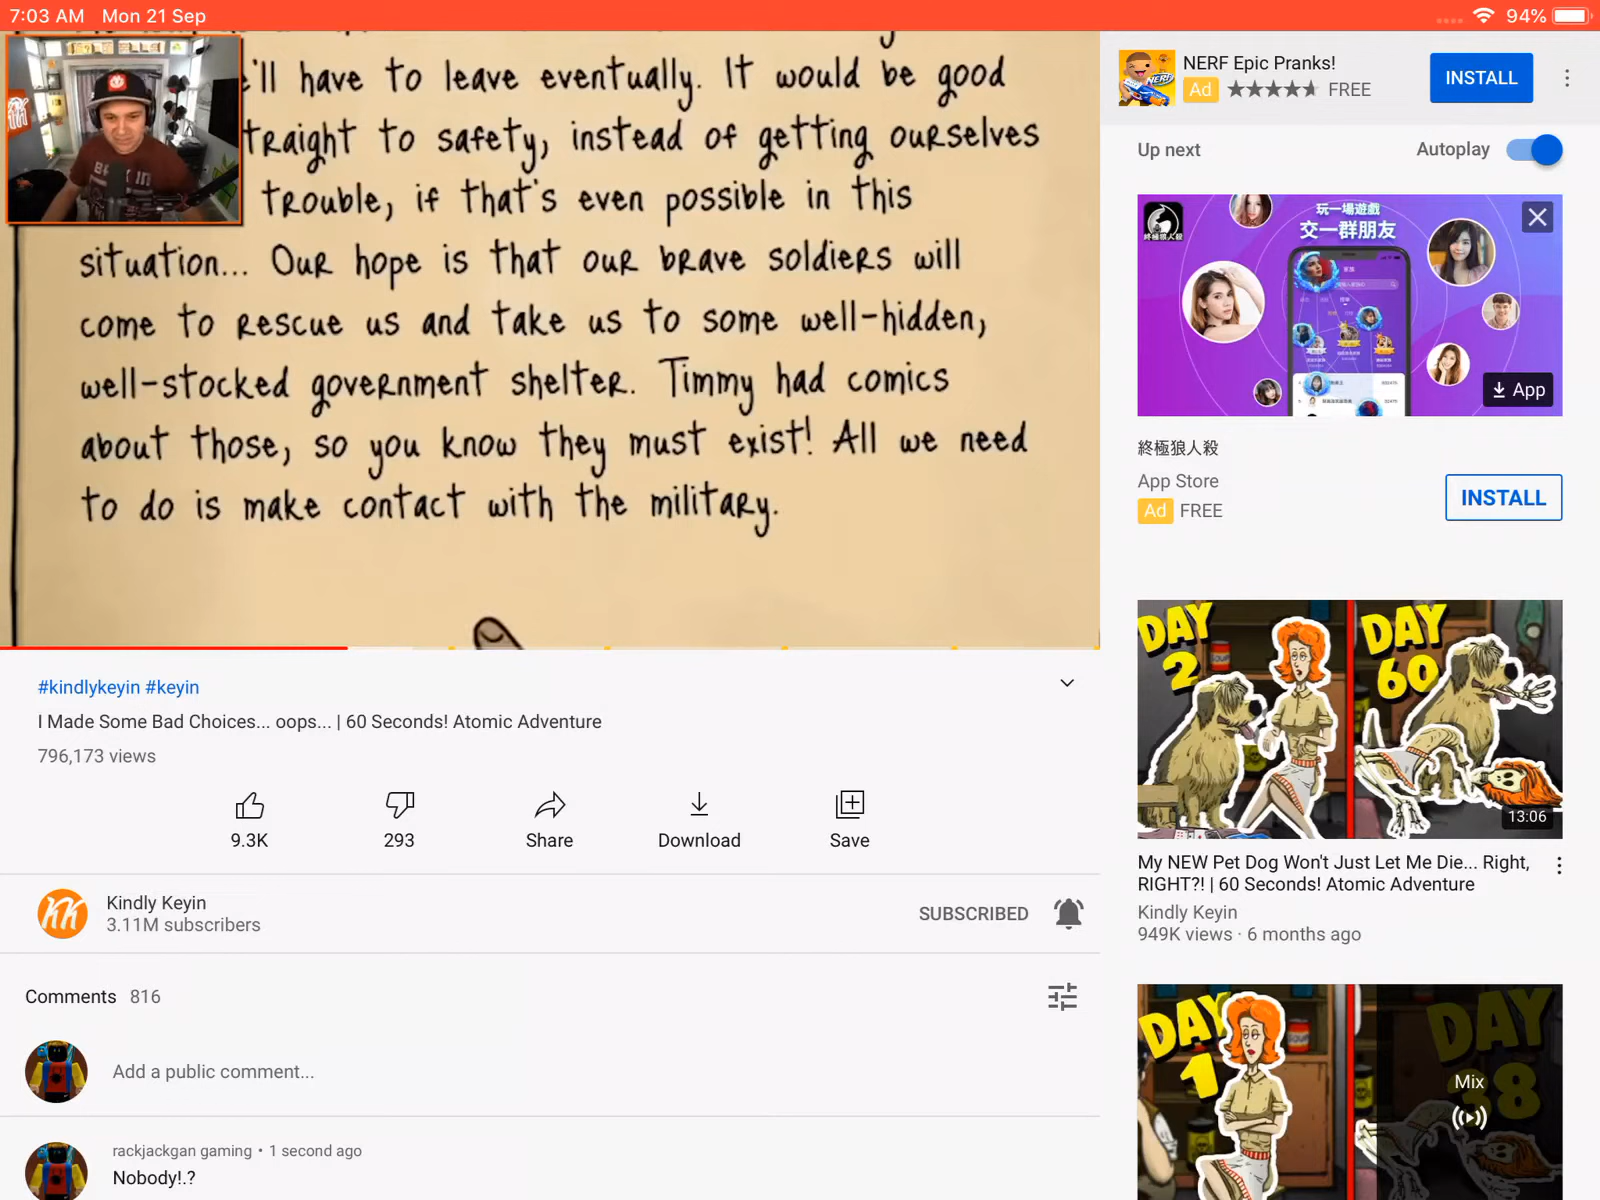 7:03 AM Mon 21 Sep
94%
e'll have to leave eventually. It would be good
traight to safety, instead of getting ourselves
trouble, if that's even possible in this
situation... Our hope is that our brave soldiers will
come to rescue us and take us to some well-hidden,
well-stocked government shelter. Timmy had comics
about those, so you know they must exist! All we need
to do is make contact with the military.
#kindlykeyin #keyin
I Made Some Bad Choices... oops... | 60 Seconds! Atomic Adventure
796,173 views
9.3K 293 Share Download Save
Kindly Keyin
3.11M subscribers
SUBSCRIBED
Comments 816
Add a public comment...
rackjackgan gaming • 1 second ago
Nobody!.?
NERF Epic Pranks!
Ad FREE
INSTALL
NERF
Up next
Autoplay
玩一場遊戲
交一群朋友
終極狼人殺
App
終極狼人殺
App Store
Ad FREE
INSTALL
DAY 2
DAY 60
SOUP
13:06
My NEW Pet Dog Won't Just Let Me Die... Right,
RIGHT?! | 60 Seconds! Atomic Adventure
Kindly Keyin
949K views · 6 months ago
DAY 1
DAY 38
Mix